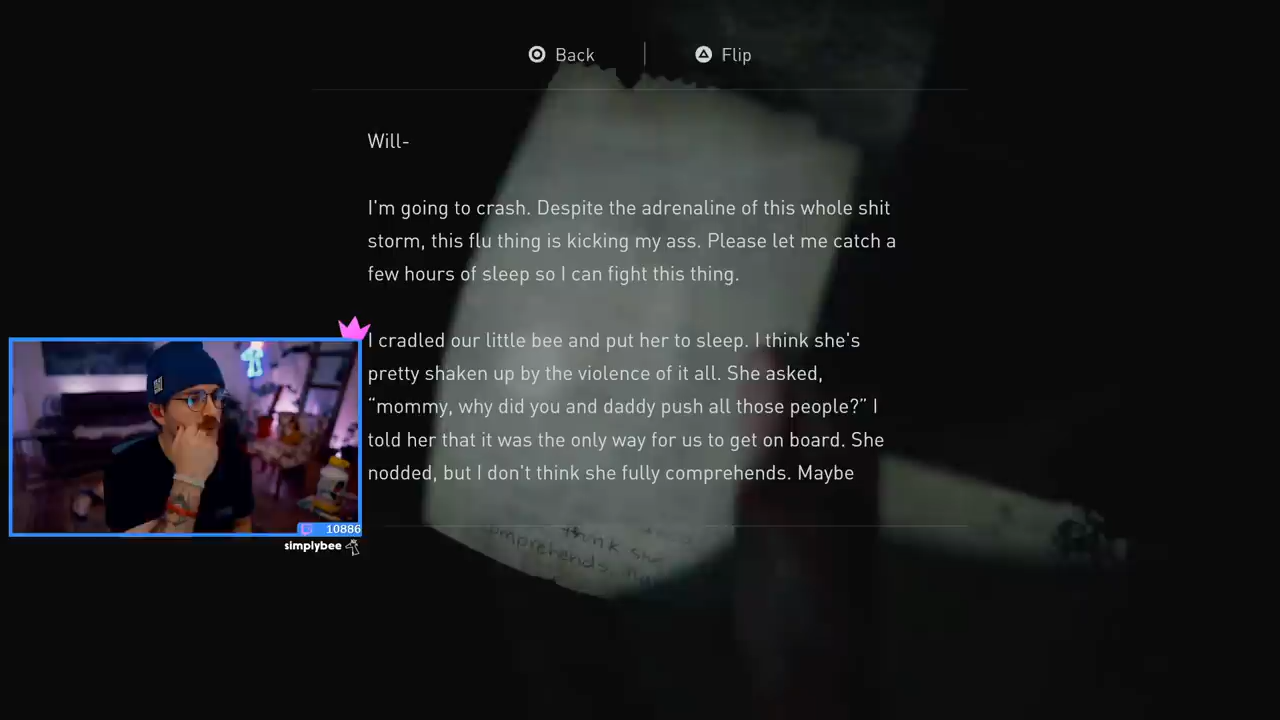 Back
Flip
Will-
I'm going to crash. Despite the adrenaline of this whole shit
storm, this flu thing is kicking my ass. Please let me catch a
few hours of sleep so I can fight this thing.
I cradled our little bee and put her to sleep. I think she's
pretty shaken up by the violence of it all. She asked,
“mommy, why did you and daddy push all those people?” I
told her that it was the only way for us to get on board. She
nodded, but I don't think she fully comprehends. Maybe
think she
comprehends.
10886
simplybee